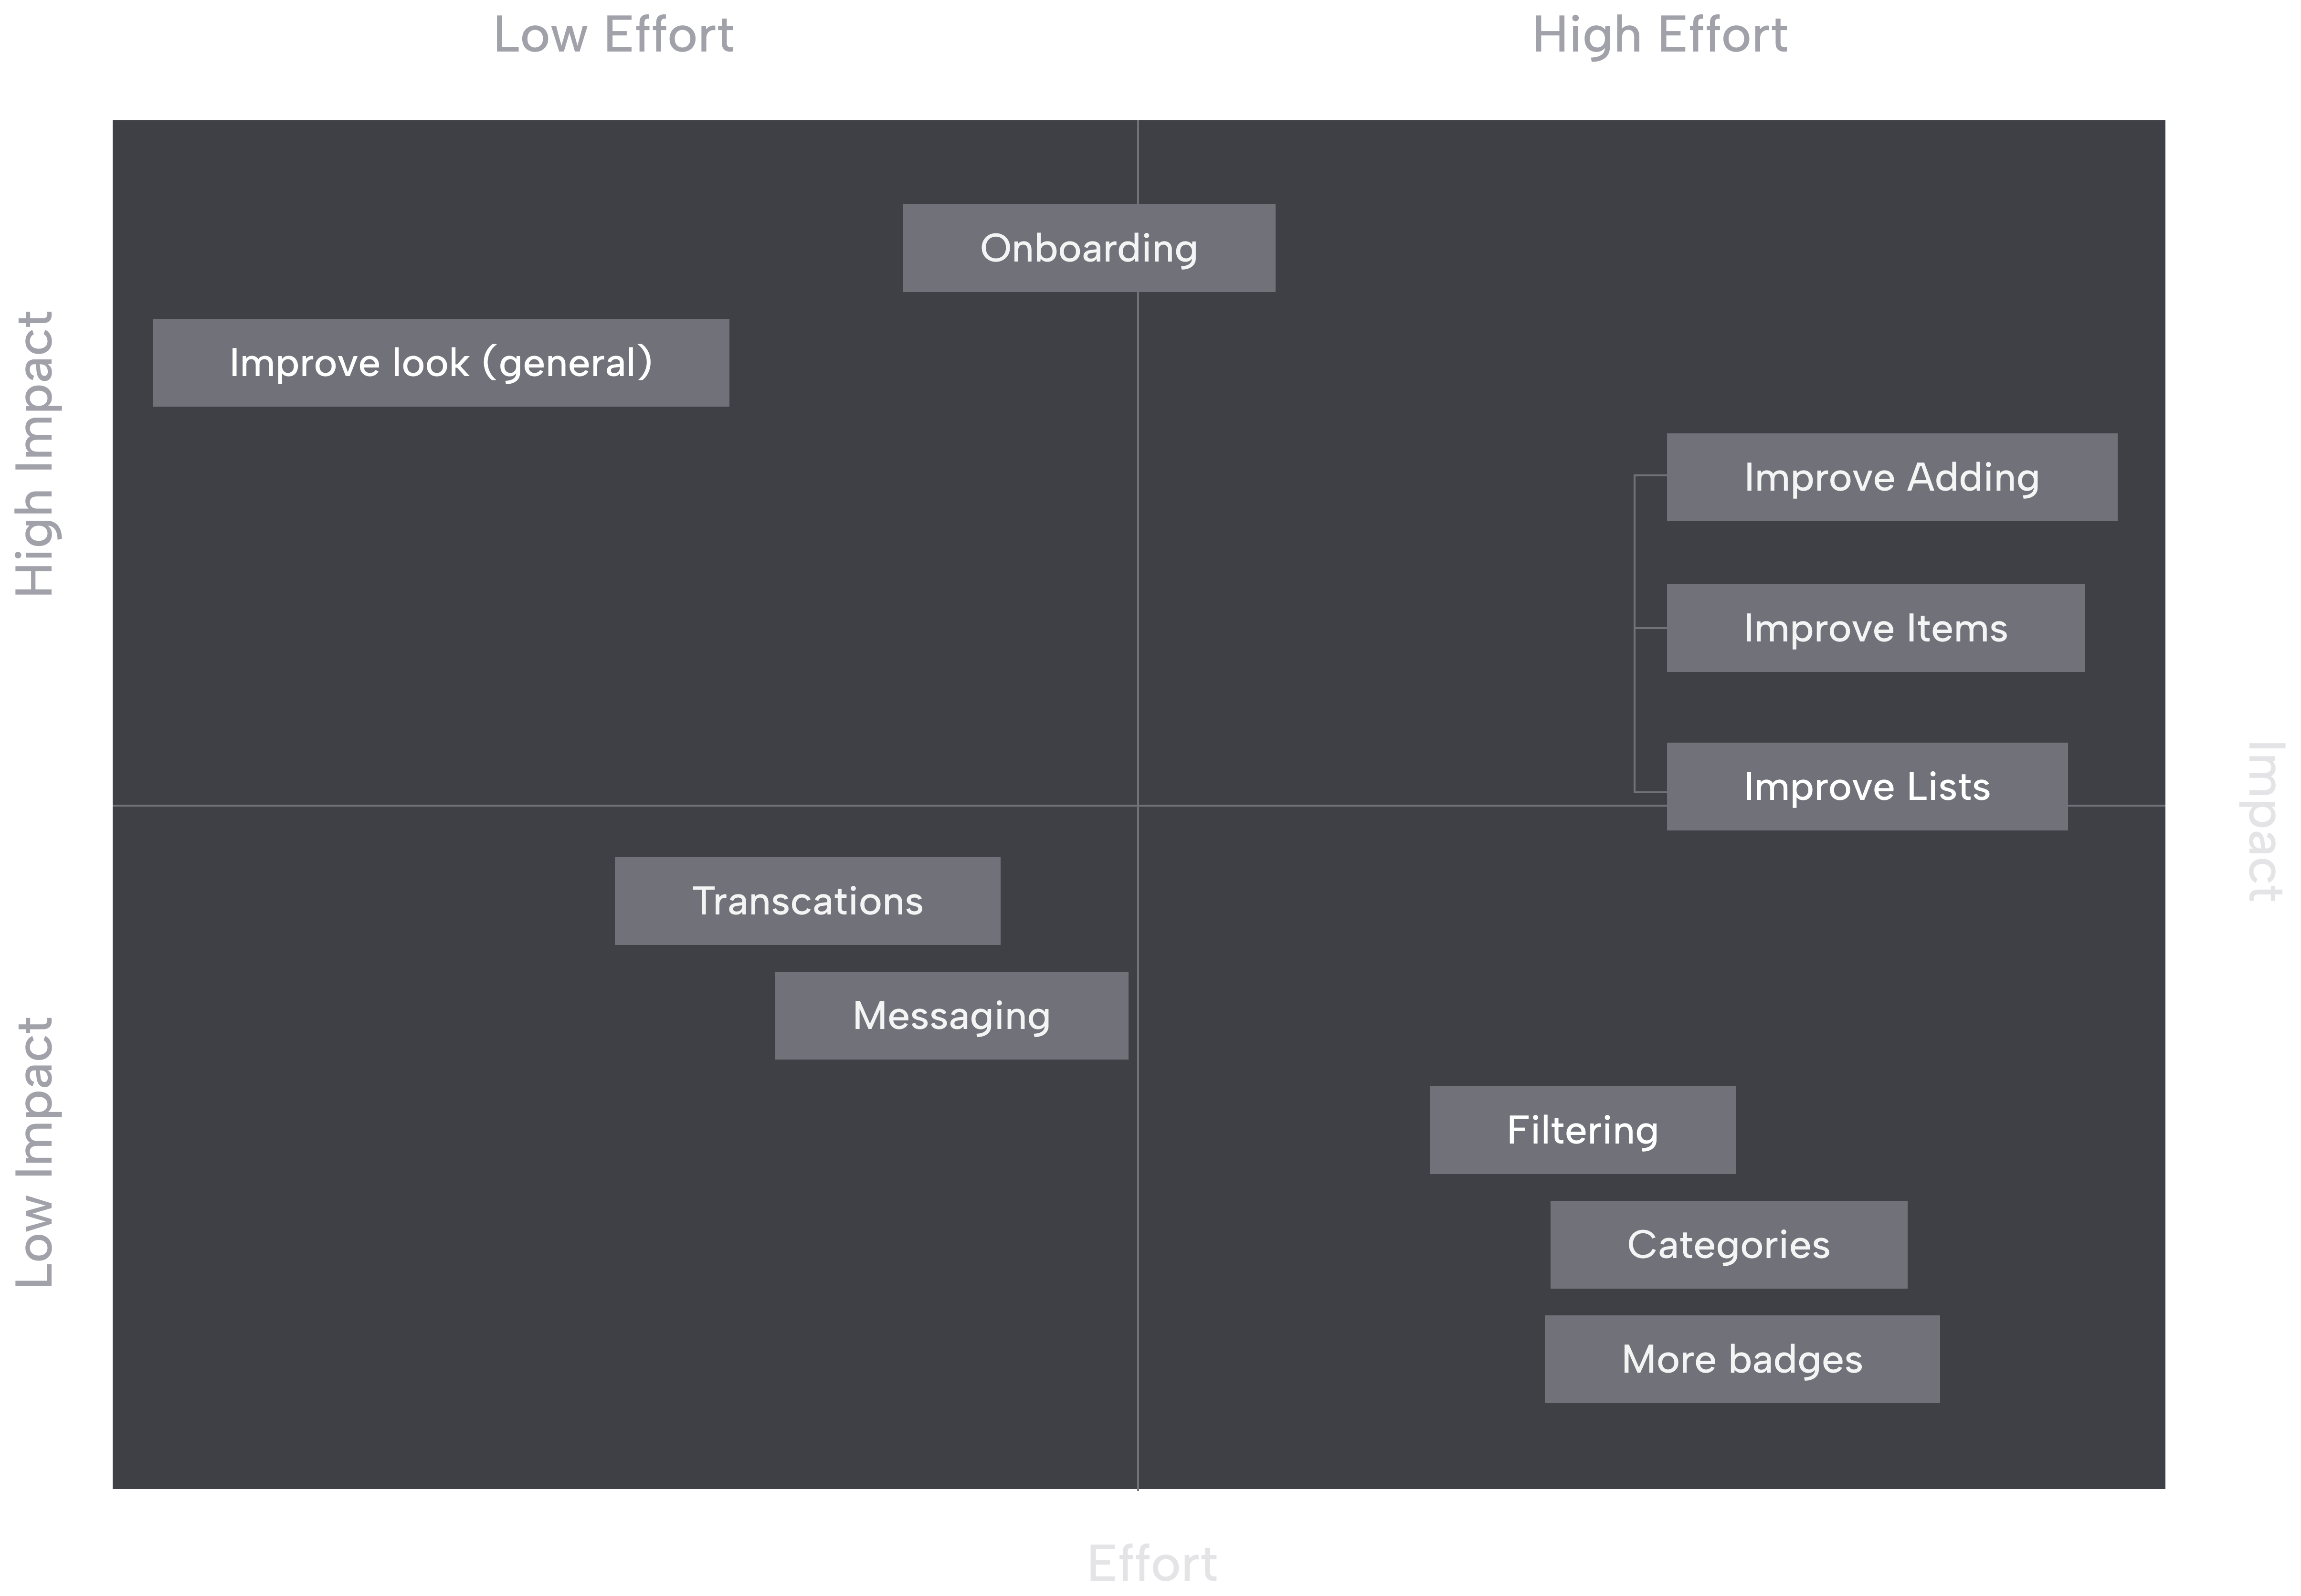 Low Effort
High Effort
High Impact
Onboarding
Improve look (general)
Improve Adding
Improve Items
Improve Lists
Impact
Low Impact
Transcations
Messaging
Filtering
Categories
More badges
Effort